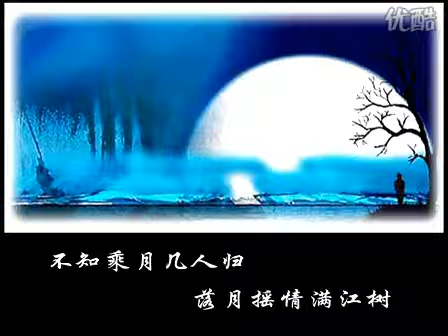 优酷
不知乘月几人归
落月摇情满江树